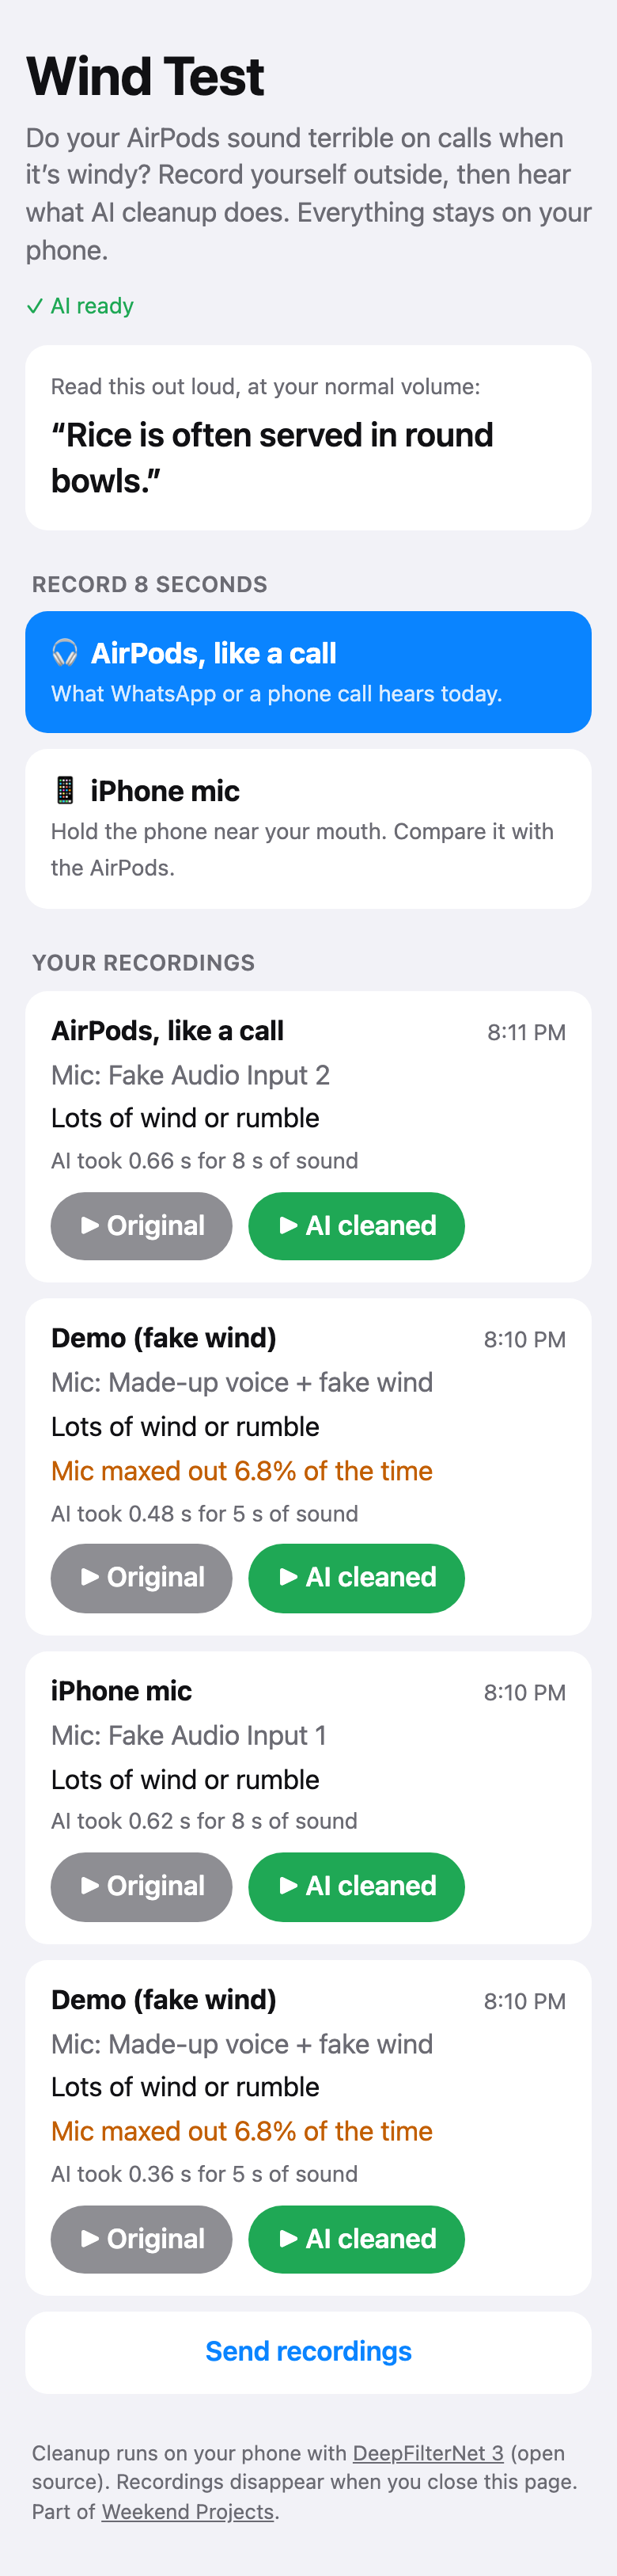 Wind Test
Do your AirPods sound terrible on calls when
it’s windy? Record yourself outside, then hear
what AI cleanup does. Everything stays on your
phone.
✓ AI ready
Read this out loud, at your normal volume:
“Rice is often served in round
bowls.”
RECORD 8 SECONDS
🎧 AirPods, like a call
What WhatsApp or a phone call hears today.
📱 iPhone mic
Hold the phone near your mouth. Compare it with
the AirPods.
YOUR RECORDINGS
AirPods, like a call 8:11 PM
Mic: Fake Audio Input 2
Lots of wind or rumble
AI took 0.66 s for 8 s of sound
▶ Original ▶ AI cleaned
Demo (fake wind) 8:10 PM
Mic: Made-up voice + fake wind
Lots of wind or rumble
Mic maxed out 6.8% of the time
AI took 0.48 s for 5 s of sound
▶ Original ▶ AI cleaned
iPhone mic 8:10 PM
Mic: Fake Audio Input 1
Lots of wind or rumble
AI took 0.62 s for 8 s of sound
▶ Original ▶ AI cleaned
Demo (fake wind) 8:10 PM
Mic: Made-up voice + fake wind
Lots of wind or rumble
Mic maxed out 6.8% of the time
AI took 0.36 s for 5 s of sound
▶ Original ▶ AI cleaned
Send recordings
Cleanup runs on your phone with DeepFilterNet 3 (open
source). Recordings disappear when you close this page.
Part of Weekend Projects.